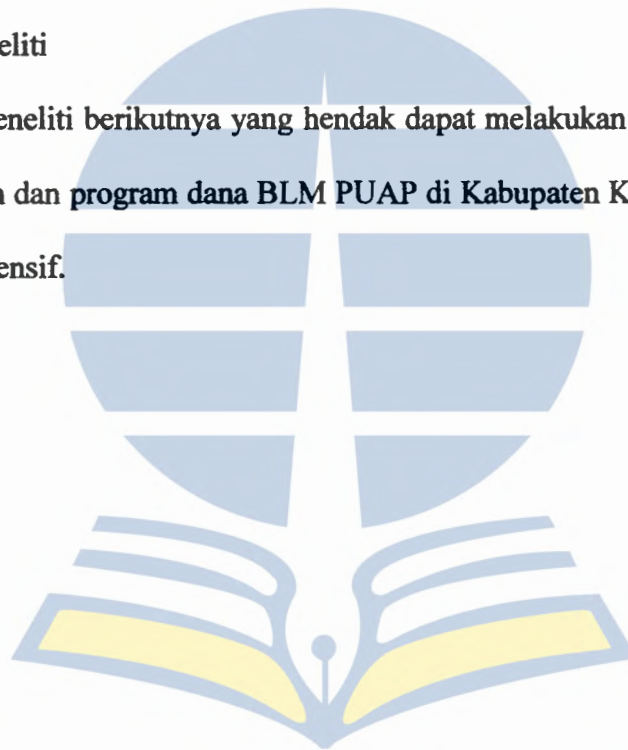 eliti
eneliti berikutnya yang hendak dapat melakukan
n dan program dana BLM PUAP di Kabupaten K
ensif.